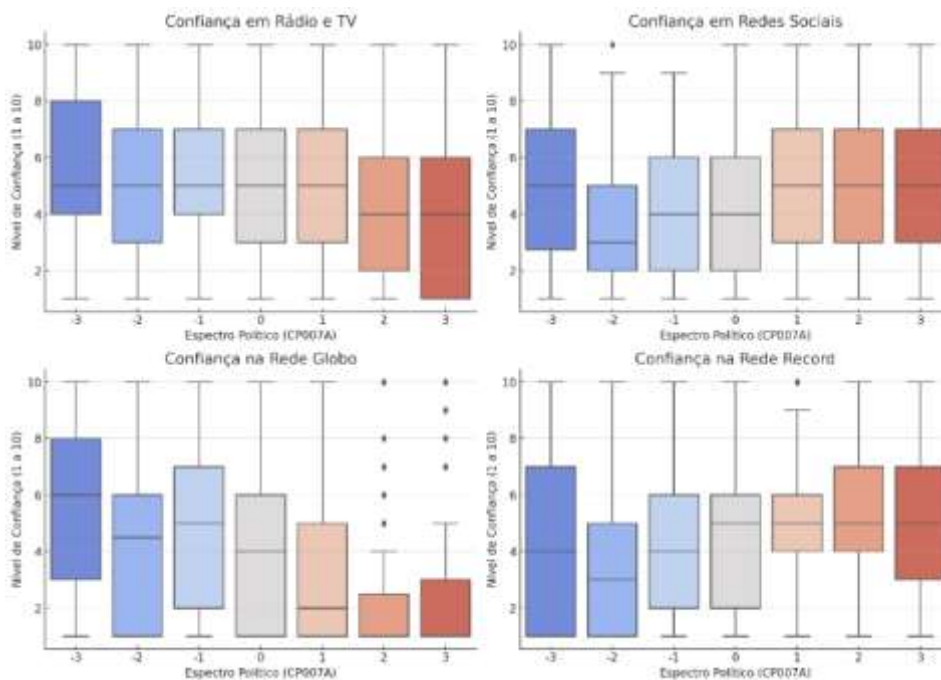 Confiança em Rádio e TV
Nível de Confiança (1 a 10)
10
8
6
4
2
-3 -2 -1 0 1 2 3
Espectro Político (CP007A)
Confiança em Redes Sociais
Nível de Confiança (1 a 10)
10
8
6
4
2
-3 -2 -1 0 1 2 3
Espectro Político (CP007A)
Confiança na Rede Globo
Nível de Confiança (1 a 10)
10
8
6
4
2
-3 -2 -1 0 1 2 3
Espectro Político (CP007A)
Confiança na Rede Record
Nível de Confiança (1 a 10)
10
8
6
4
2
-3 -2 -1 0 1 2 3
Espectro Político (CP007A)